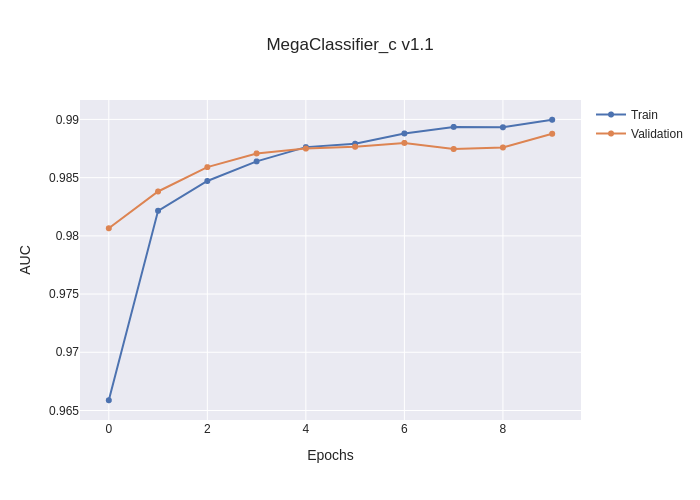 MegaClassifier_c v1.1
Train
Validation
0.99
0.985
0.98
0.975
0.97
0.965
AUC
0
2
4
6
8
Epochs